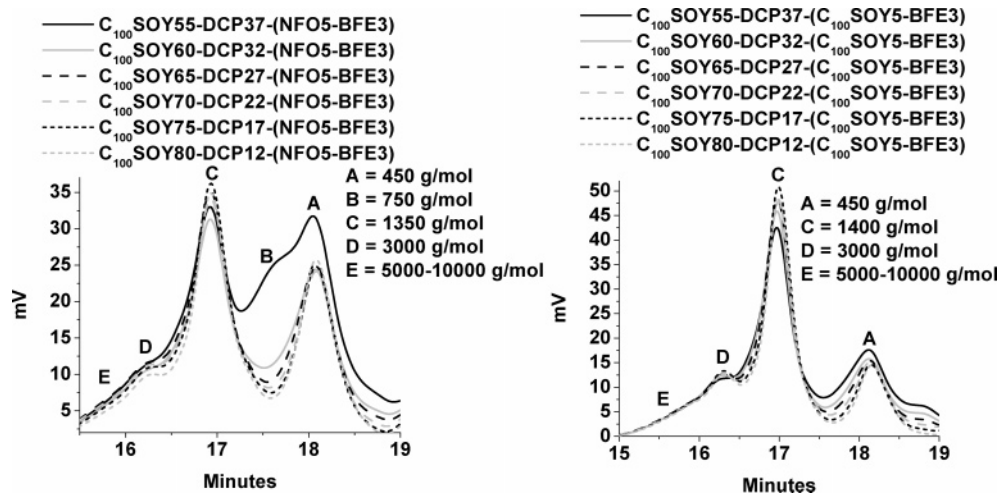 C₁₀₀SOY55-DCP37-(NFO5-BFE3)
C₁₀₀SOY60-DCP32-(NFO5-BFE3)
C₁₀₀SOY65-DCP27-(NFO5-BFE3)
C₁₀₀SOY70-DCP22-(NFO5-BFE3)
C₁₀₀SOY75-DCP17-(NFO5-BFE3)
C₁₀₀SOY80-DCP12-(NFO5-BFE3)
A = 450 g/mol
B = 750 g/mol
C = 1350 g/mol
D = 3000 g/mol
E = 5000-10000 g/mol
C
A
B
D
E
mV
35
30
25
20
15
10
5
16
17
18
19
Minutes
C₁₀₀SOY55-DCP37-(C₁₀₀SOY5-BFE3)
C₁₀₀SOY60-DCP32-(C₁₀₀SOY5-BFE3)
C₁₀₀SOY65-DCP27-(C₁₀₀SOY5-BFE3)
C₁₀₀SOY70-DCP22-(C₁₀₀SOY5-BFE3)
C₁₀₀SOY75-DCP17-(C₁₀₀SOY5-BFE3)
C₁₀₀SOY80-DCP12-(C₁₀₀SOY5-BFE3)
A = 450 g/mol
C = 1400 g/mol
D = 3000 g/mol
E = 5000-10000 g/mol
C
A
D
E
mV
50
45
40
35
30
25
20
15
10
5
0
15
16
17
18
19
Minutes